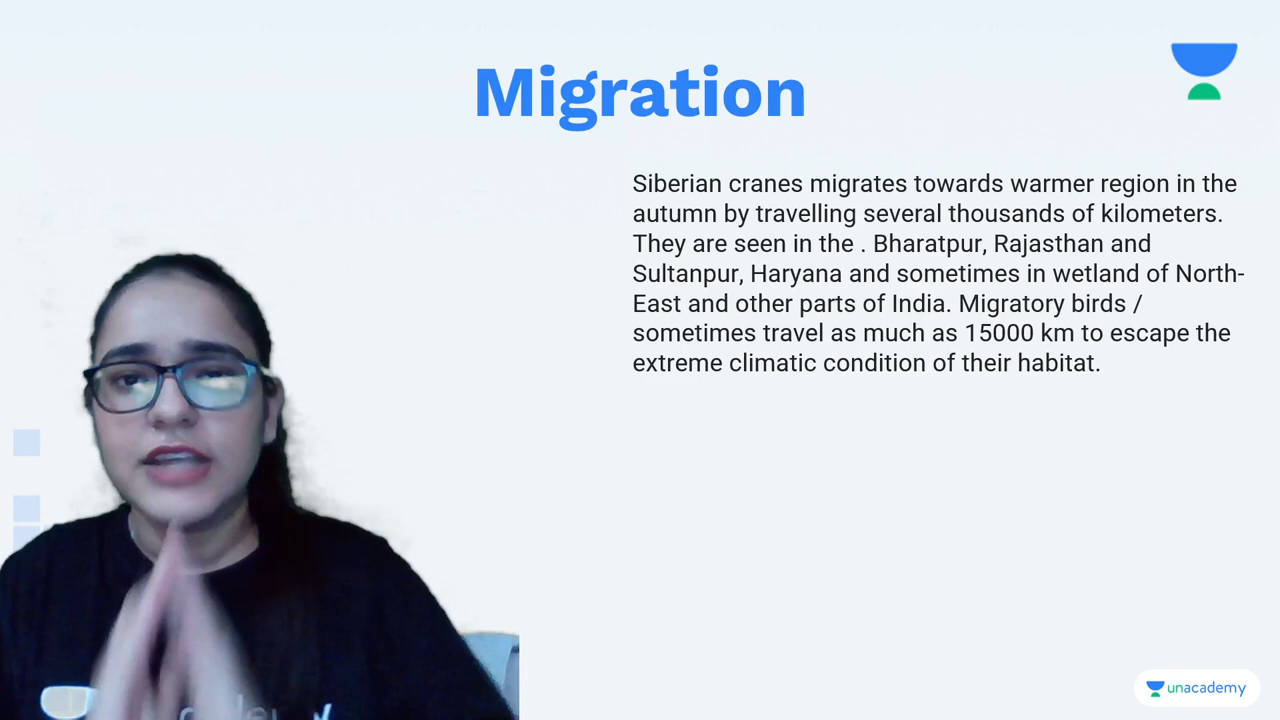 Migration
Siberian cranes migrates towards warmer region in the
autumn by travelling several thousands of kilometers.
They are seen in the . Bharatpur, Rajasthan and
Sultanpur, Haryana and sometimes in wetland of North-
East and other parts of India. Migratory birds /
sometimes travel as much as 15000 km to escape the
extreme climatic condition of their habitat.
unacademy